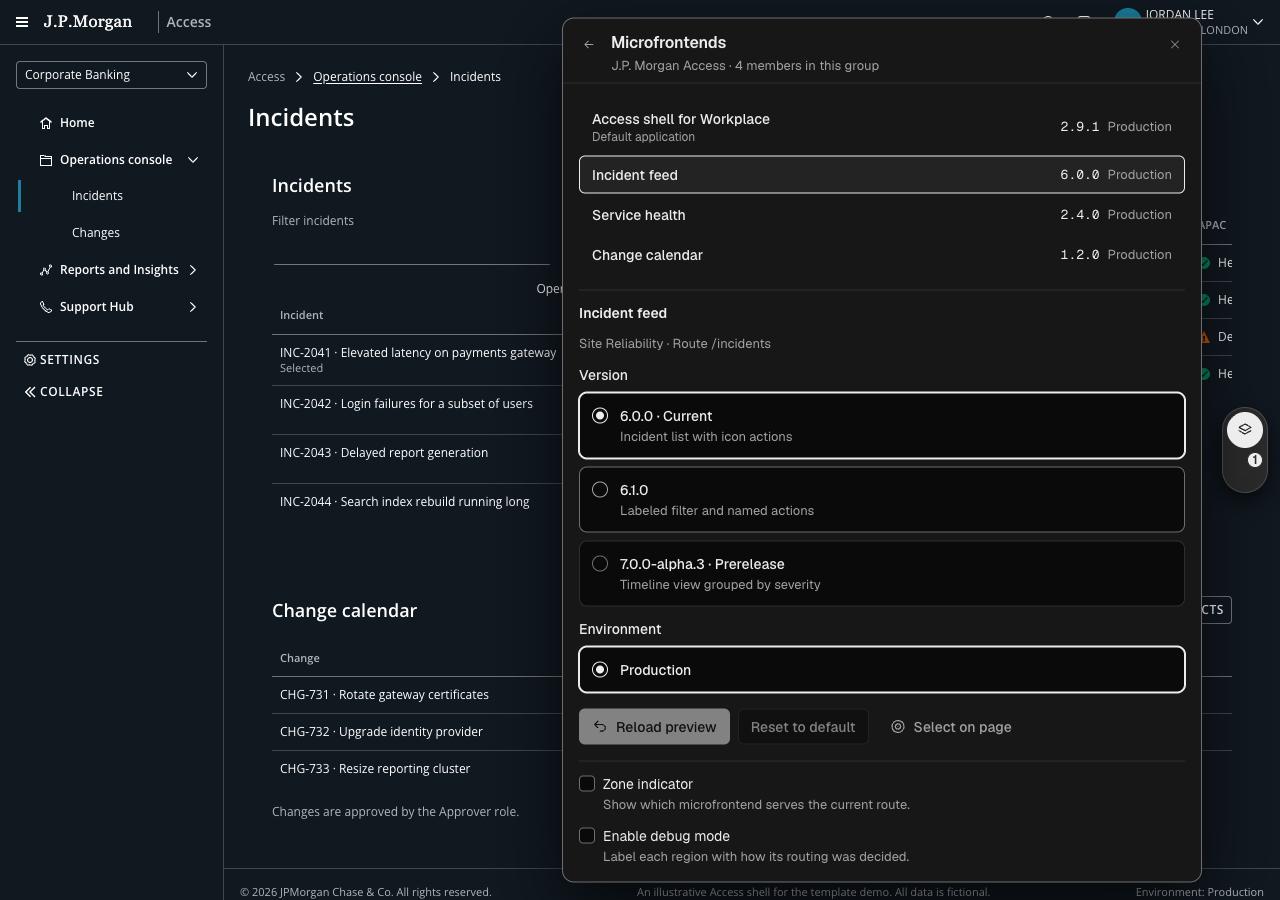 J.P.Morgan
Access
JORDAN LEE
LONDON
Corporate Banking
Home
Operations console
Incidents
Changes
Reports and Insights
Support Hub
SETTINGS
COLLAPSE
Access
Operations console
Incidents
Incidents
Incidents
Filter incidents
Incident
INC-2041 · Elevated latency on payments gateway
Selected
INC-2042 · Login failures for a subset of users
INC-2043 · Delayed report generation
INC-2044 · Search index rebuild running long
Change calendar
Change
CHG-731 · Rotate gateway certificates
CHG-732 · Upgrade identity provider
CHG-733 · Resize reporting cluster
Changes are approved by the Approver role.
Microfrontends
J.P. Morgan Access · 4 members in this group
Access shell for Workplace
2.9.1 Production
Default application
Incident feed
6.0.0 Production
Service health
2.4.0 Production
Change calendar
1.2.0 Production
Incident feed
Site Reliability · Route /incidents
Version
6.0.0 · Current
Incident list with icon actions
6.1.0
Labeled filter and named actions
7.0.0-alpha.3 · Prerelease
Timeline view grouped by severity
Environment
Production
Reload preview
Reset to default
Select on page
Zone indicator
Show which microfrontend serves the current route.
Enable debug mode
Label each region with how its routing was decided.
1
© 2026 JPMorgan Chase & Co. All rights reserved.
An illustrative Access shell for the template demo. All data is fictional.
Environment: Production